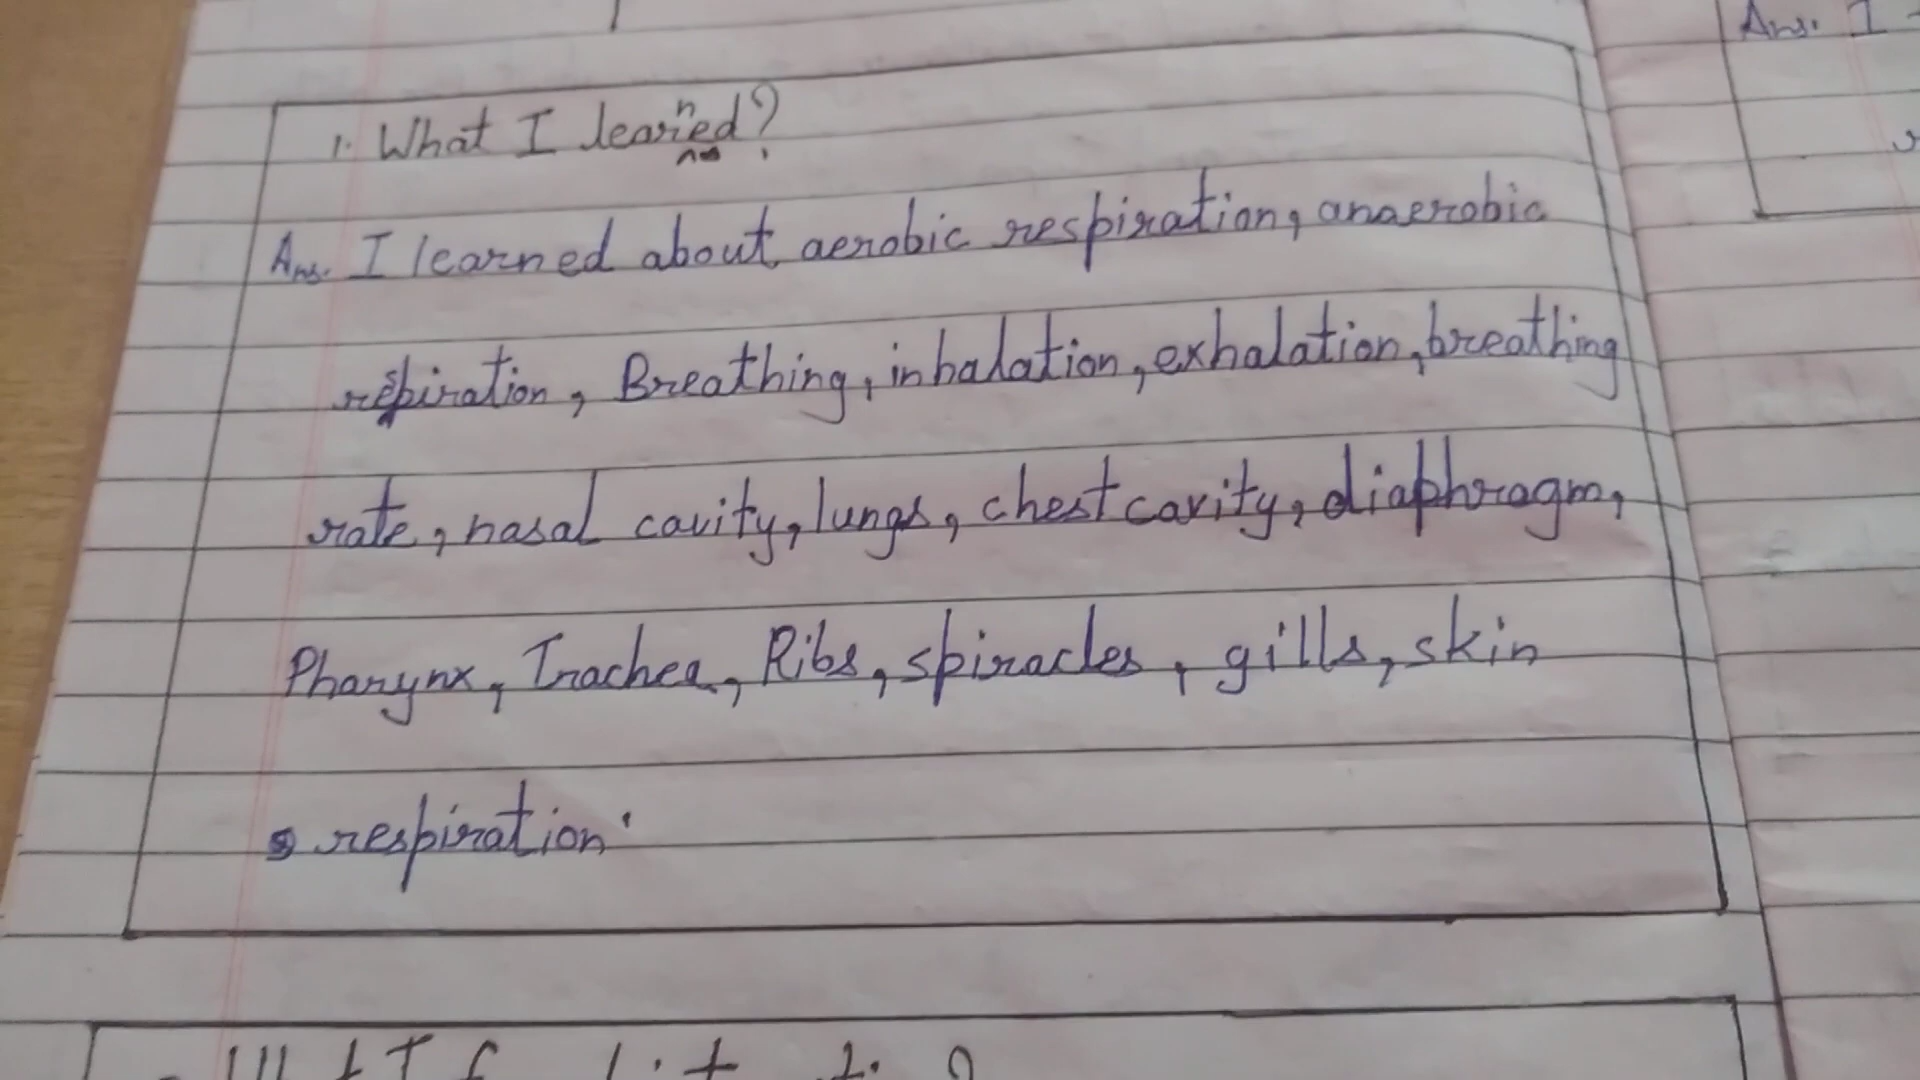 1. What I learned?
Ans. I learned about aerobic respiration, anaerobic
respiration, Breathing, inhalation, exhalation, breathing
rate, nasal cavity, lungs, chest cavity, diaphragm,
Pharynx, Trachea, Ribs, spiracles, gills, skin
respiration.
Ans. I